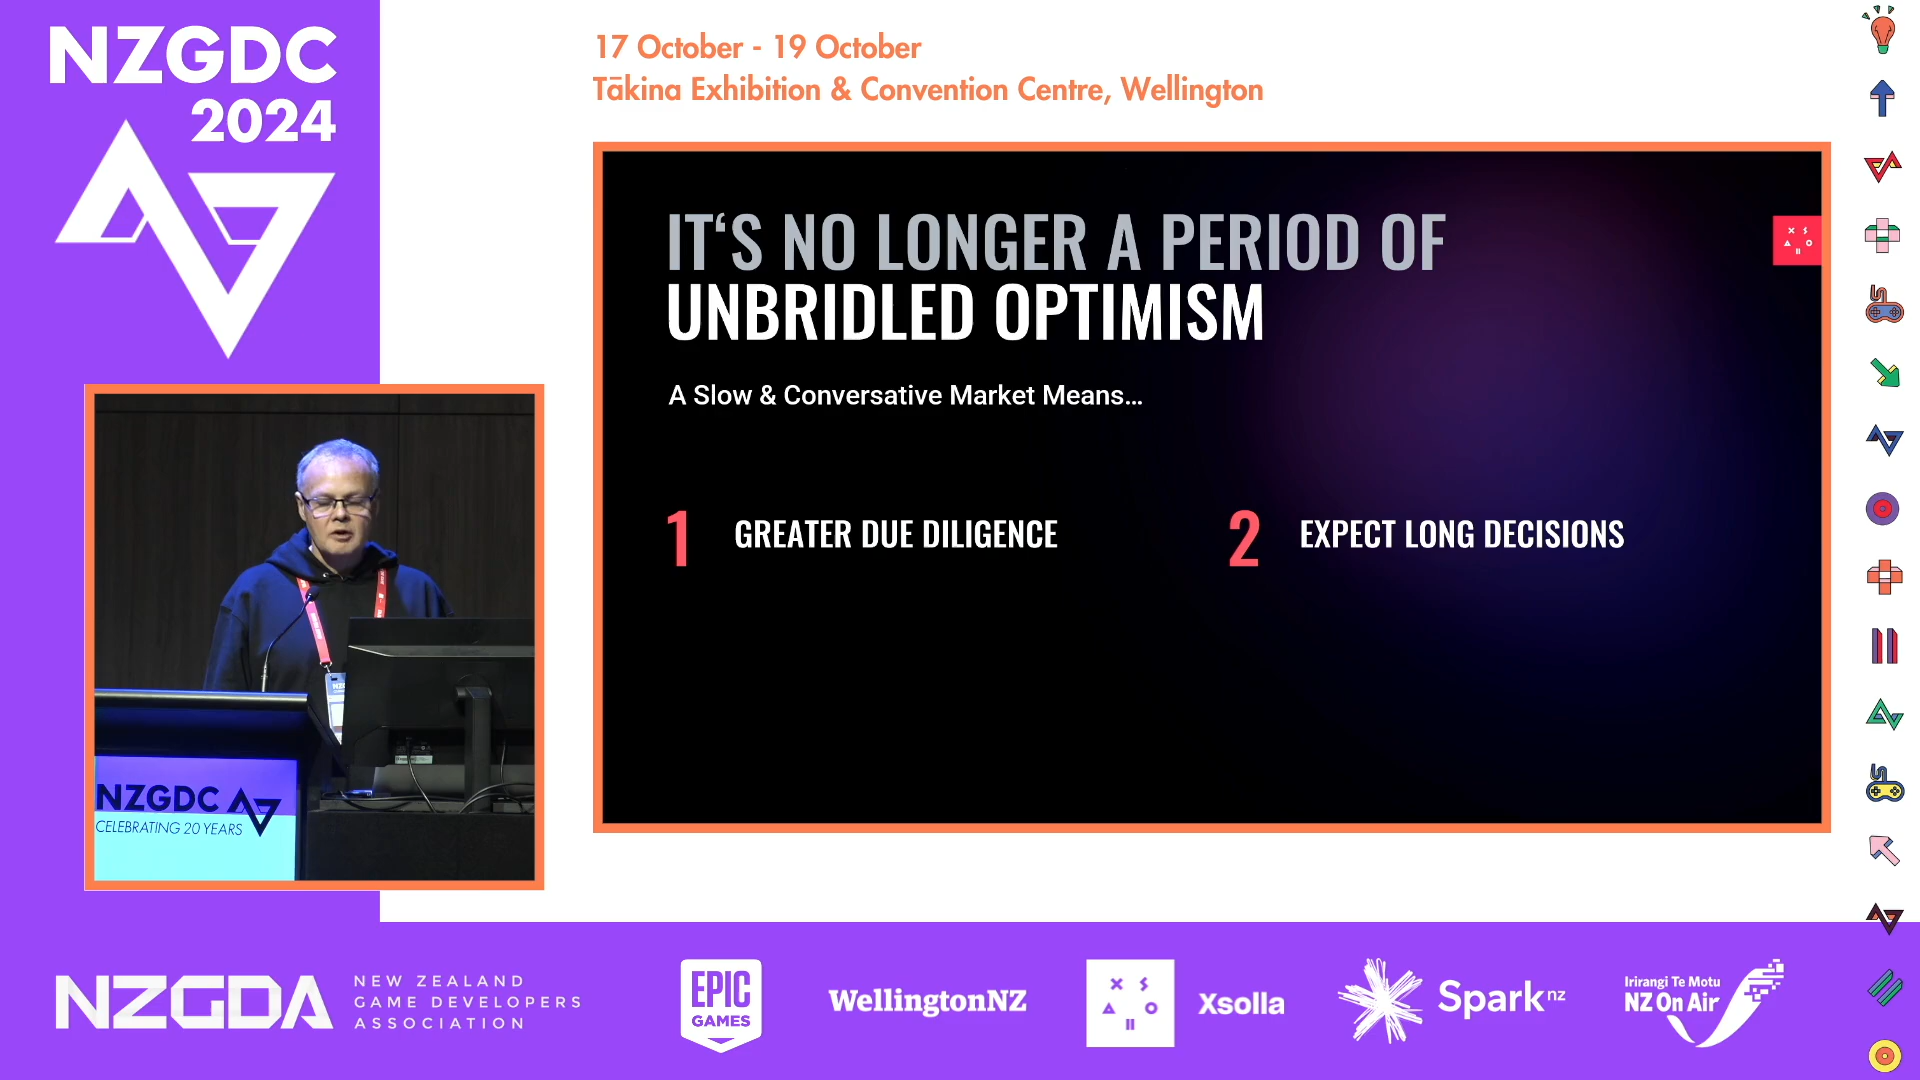 NZGDC
2024
17 October - 19 October
Tākina Exhibition & Convention Centre, Wellington
IT‘S NO LONGER A PERIOD OF
UNBRIDLED OPTIMISM
A Slow & Conversative Market Means...
1 GREATER DUE DILIGENCE
2 EXPECT LONG DECISIONS
NZGDC
CELEBRATING 20 YEARS
NZGDA
NEW ZEALAND
GAME DEVELOPERS
ASSOCIATION
EPIC
GAMES
WellingtonNZ
Xsolla
Spark nz
Irirangi Te Motu
NZ On Air